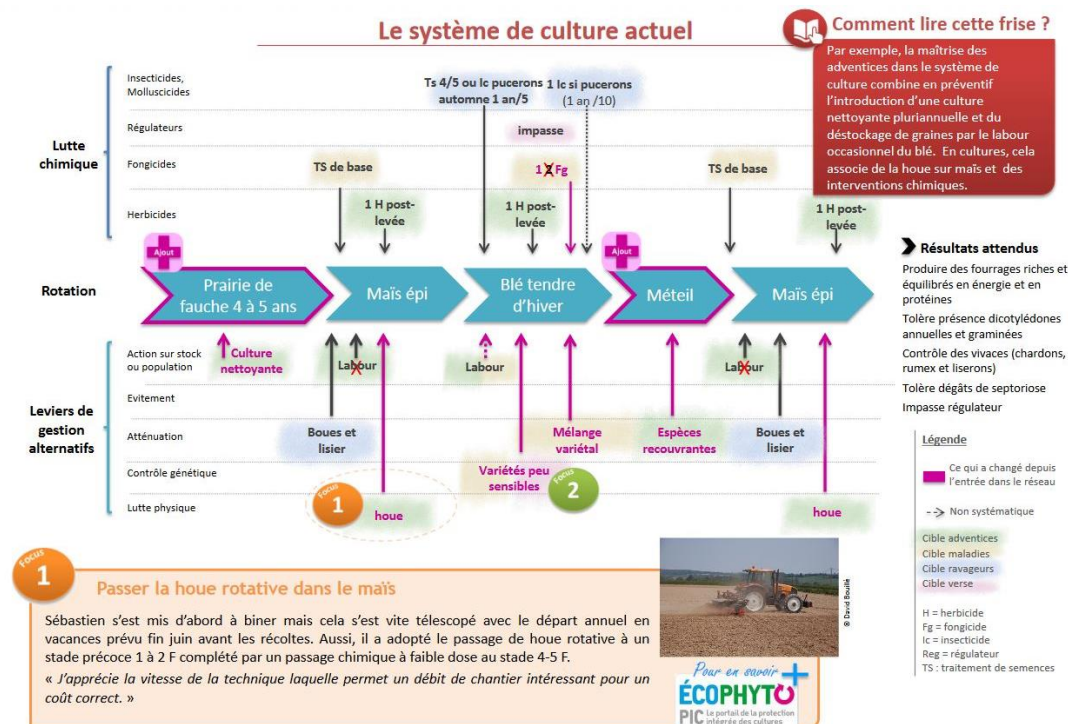 Le système de culture actuel
Comment lire cette frise ?
Par exemple, la maîtrise des
adventices dans le système de
culture combine en préventif
l'introduction d'une culture
nettoyante pluriannuelle et du
déstockage de graines par le labour
occasionnel du blé. En cultures, cela
associe de la houe sur maïs et des
interventions chimiques.
Lutte
chimique
Insecticides,
Molluscicides
Régulateurs
Fongicides
Herbicides
Ts 4/5 ou Ic pucerons
automne 1 an/5
1 Ic si pucerons
(1 an /10)
impasse
TS de base
1 2 Fg
TS de base
1 H post-
levée
1 H post-
levée
1 H post-
levée
Rotation
Ajout
Prairie de
fauche 4 à 5 ans
Maïs épi
Blé tendre
d'hiver
Ajout
Méteil
Maïs épi
Leviers de
gestion
alternatifs
Action sur stock
ou population
Evitement
Atténuation
Contrôle génétique
Lutte physique
Culture
nettoyante
Labour
Labour
Labour
Boues et
lisier
Mélange
variétal
Espèces
recouvrantes
Boues et
lisier
Variétés peu
sensibles
Focus
1
Focus
2
houe
houe
Résultats attendus
Produire des fourrages riches et
équilibrés en énergie et en
protéines
Tolère présence dicotylédones
annuelles et graminées
Contrôle des vivaces (chardons,
rumex et liserons)
Tolère dégâts de septoriose
Impasse régulateur
Légende
Ce qui a changé depuis
l'entrée dans le réseau
Non systématique
Cible adventices
Cible maladies
Cible ravageurs
Cible verse
H = herbicide
Fg = fongicide
Ic = insecticide
Reg = régulateur
TS : traitement de semences
Focus
1
Passer la houe rotative dans le maïs
Sébastien s'est mis d'abord à biner mais cela s'est vite télescopé avec le départ annuel en
vacances prévu fin juin avant les récoltes. Aussi, il a adopté le passage de houe rotative à un
stade précoce 1 à 2 F complété par un passage chimique à faible dose au stade 4-5 F.
« J'apprécie la vitesse de la technique laquelle permet un débit de chantier intéressant pour un
coût correct. »
© David Bouillé
Pour en savoir +
ÉCOPHYTO
PIC Le portail de la protection
intégrée des cultures